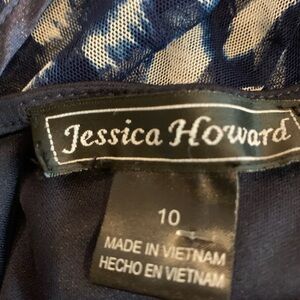 Jessica Howard
10
MADE IN VIETNAM
HECHO EN VIETNAM